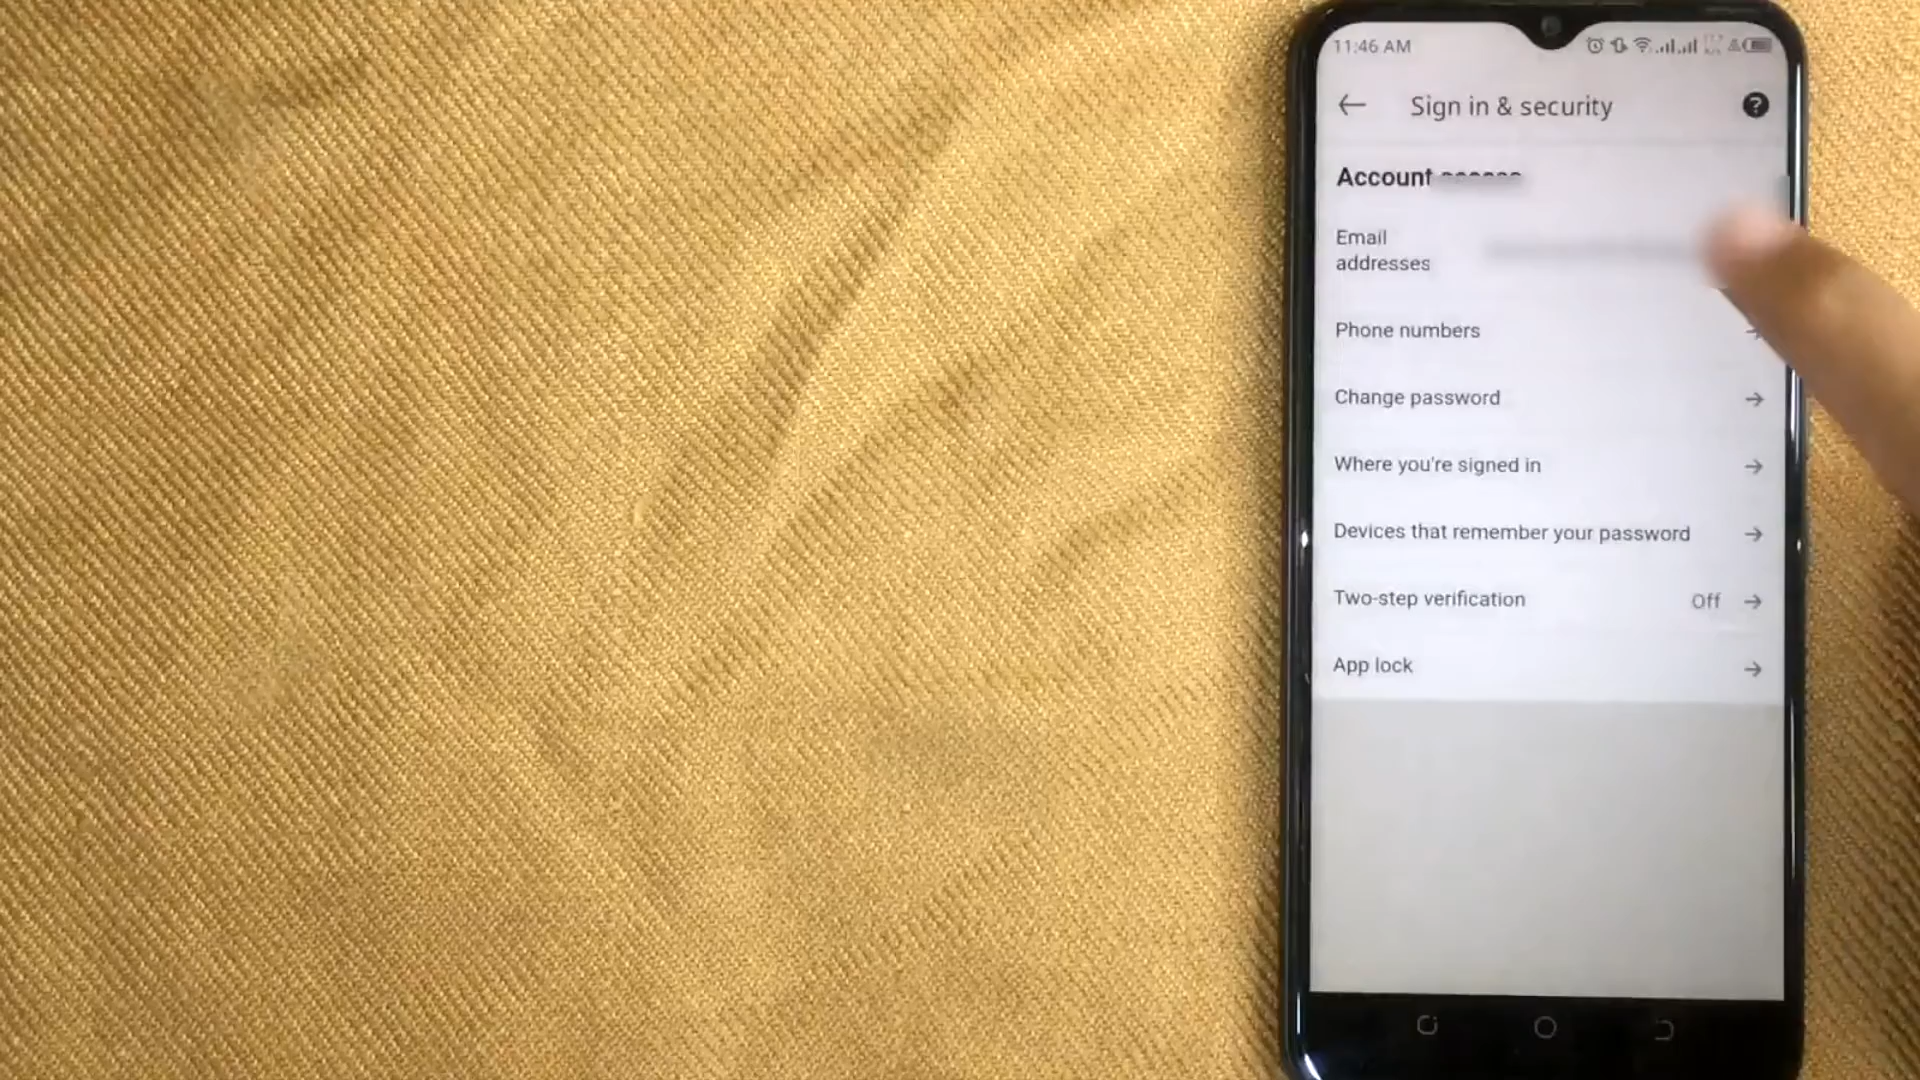 11:46 AM
Sign in & security
?
Account
Email
addresses
Phone numbers
Change password
Where you're signed in
Devices that remember your password
Two-step verification Off
App lock